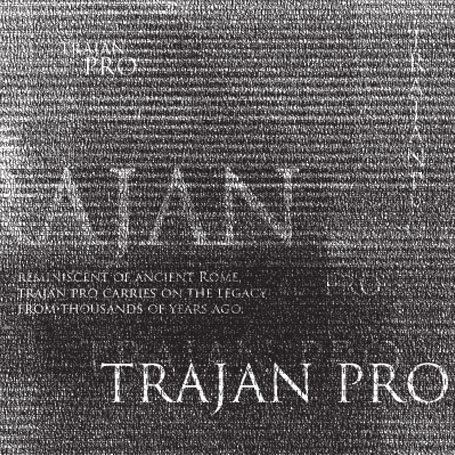 TRAJAN
PRO
TRAJAN
RAJAN
PRO
REMINISCENT OF ANCIENT ROME,
TRAJAN PRO CARRIES ON THE LEGACY
FROM THOUSANDS OF YEARS AGO.
TRAJAN PRO
TRAJAN PRO